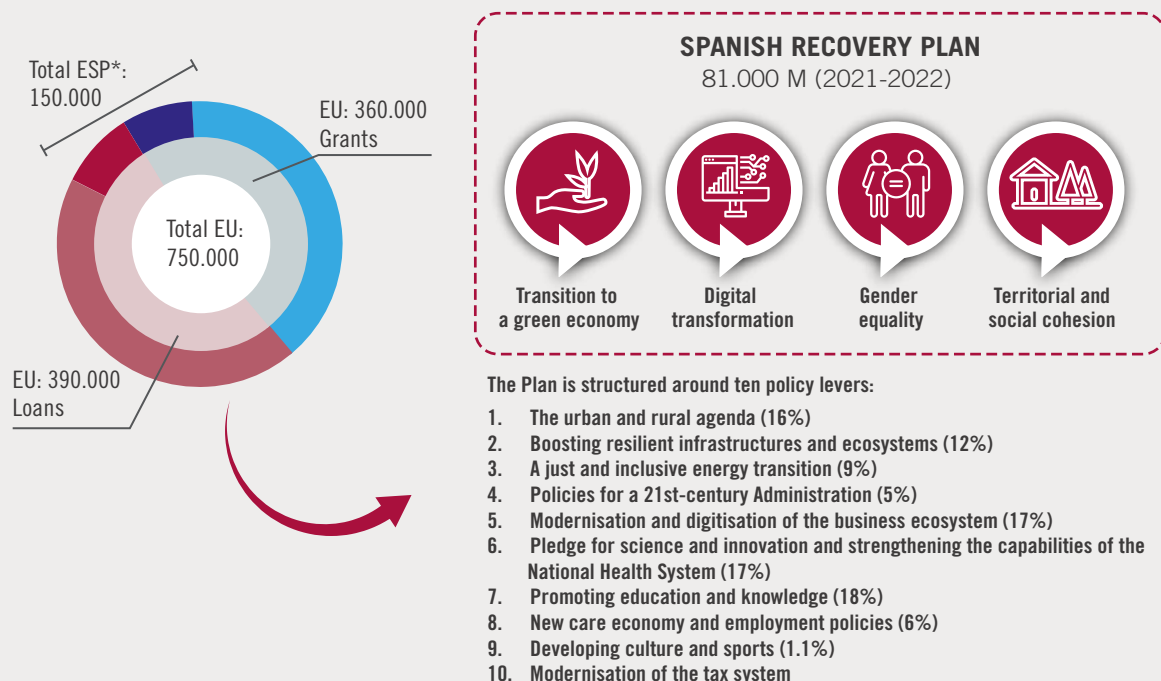 Total ESP*:
150.000
EU: 360.000
Grants
Total EU:
750.000
EU: 390.000
Loans
SPANISH RECOVERY PLAN
81.000 M (2021-2022)
Transition to
a green economy
Digital
transformation
Gender
equality
Territorial and
social cohesion
The Plan is structured around ten policy levers:
1. The urban and rural agenda (16%)
2. Boosting resilient infrastructures and ecosystems (12%)
3. A just and inclusive energy transition (9%)
4. Policies for a 21st-century Administration (5%)
5. Modernisation and digitisation of the business ecosystem (17%)
6. Pledge for science and innovation and strengthening the capabilities of the
National Health System (17%)
7. Promoting education and knowledge (18%)
8. New care economy and employment policies (6%)
9. Developing culture and sports (1.1%)
10. Modernisation of the tax system